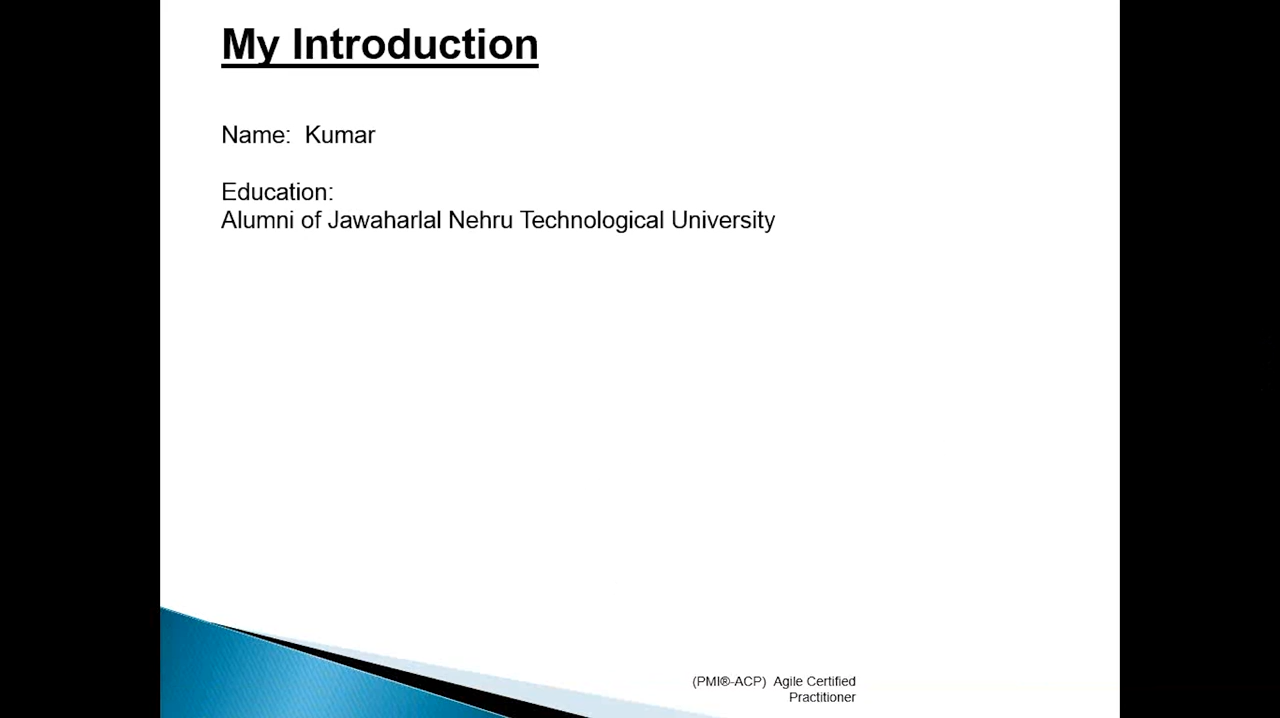 My Introduction
Name: Kumar
Education:
Alumni of Jawaharlal Nehru Technological University
(PMI®-ACP) Agile Certified
Practitioner